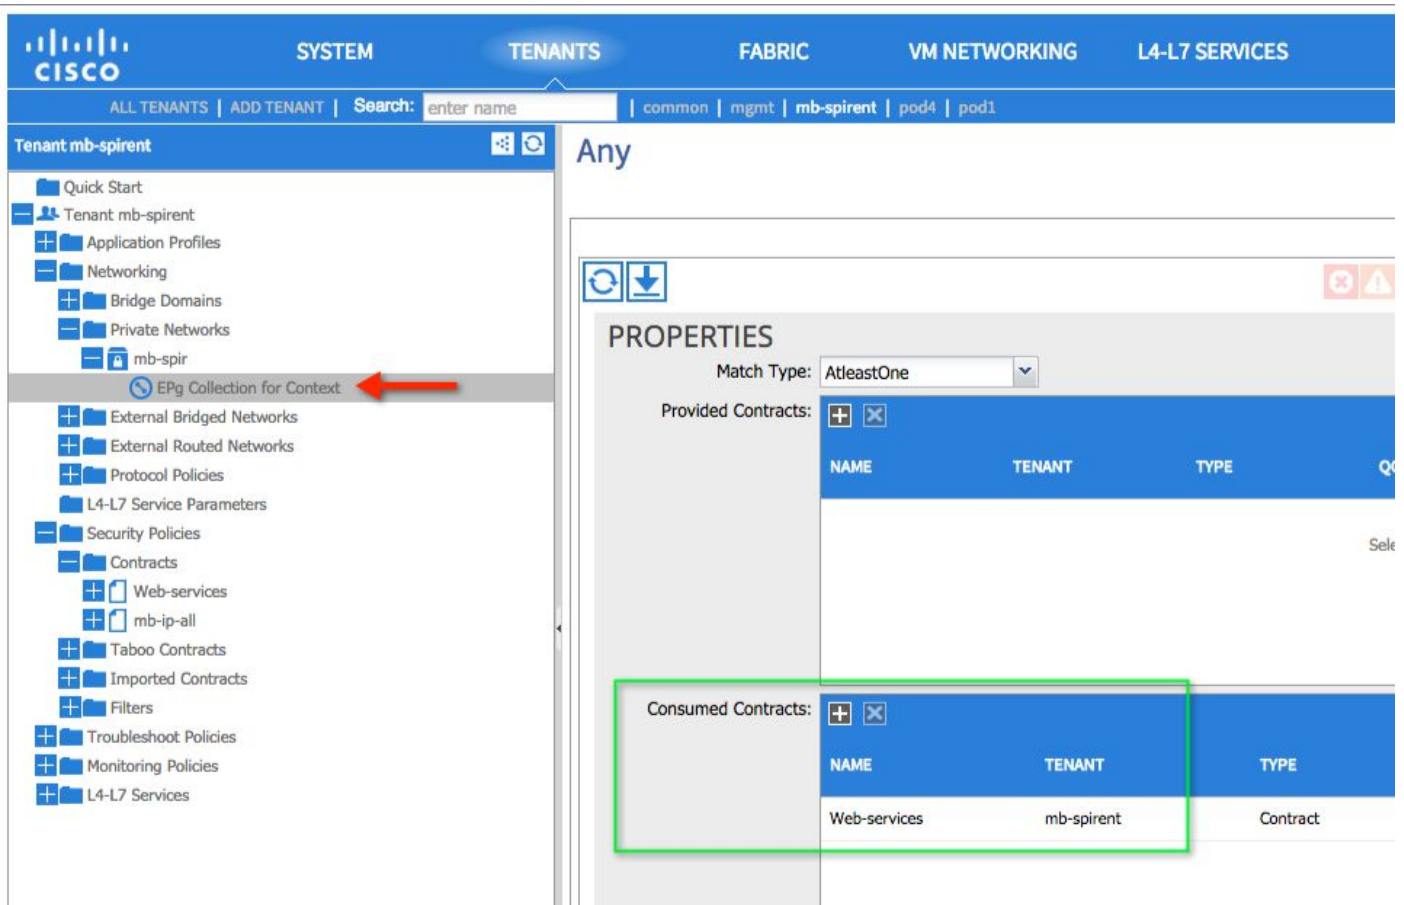 CISCO
SYSTEM TENANTS FABRIC VM NETWORKING L4-L7 SERVICES
ALL TENANTS | ADD TENANT | Search: enter name | common | mgmt | mb-spirent | pod4 | pod1
Tenant mb-spirent
Quick Start
Tenant mb-spirent
Application Profiles
Networking
Bridge Domains
Private Networks
mb-spir
EPg Collection for Context
External Bridged Networks
External Routed Networks
Protocol Policies
L4-L7 Service Parameters
Security Policies
Contracts
Web-services
mb-ip-all
Taboo Contracts
Imported Contracts
Filters
Troubleshoot Policies
Monitoring Policies
L4-L7 Services
Any
PROPERTIES
Match Type: AtleastOne
Provided Contracts:
NAME TENANT TYPE
Consumed Contracts:
NAME TENANT TYPE
Web-services mb-spirent Contract